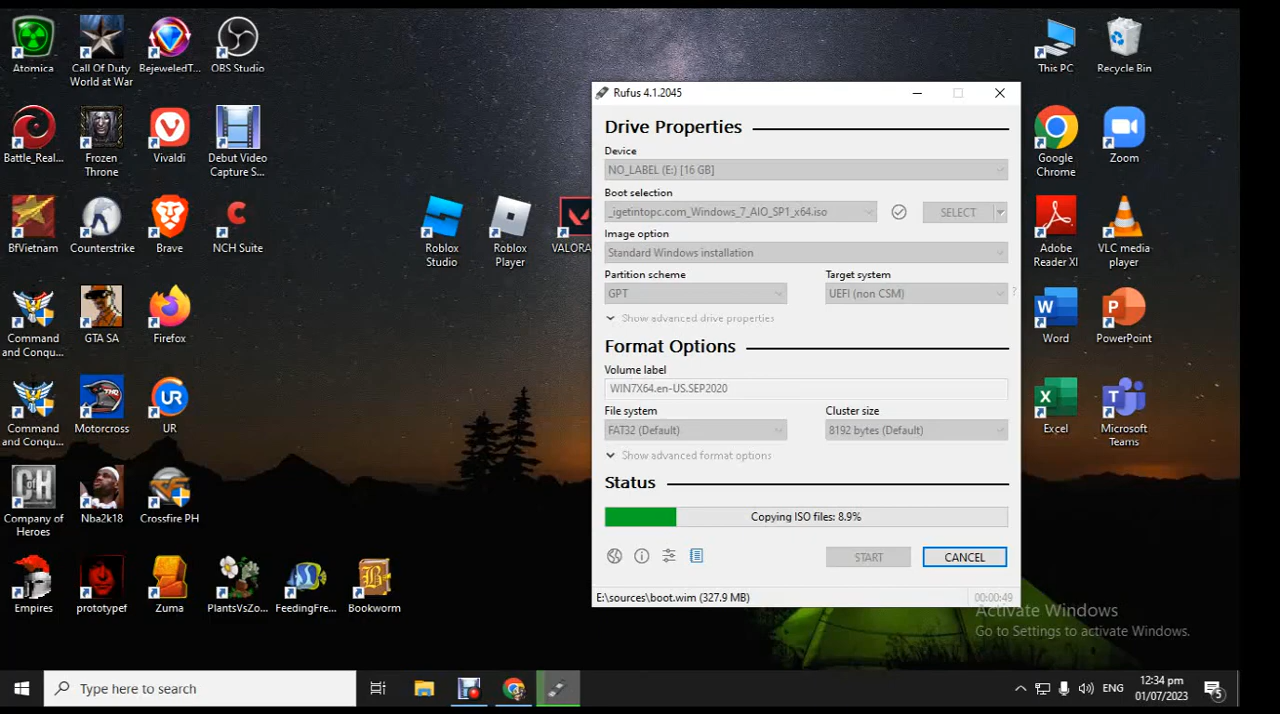 Atomica
Call Of Duty
World at War
BejeweledT...
OBS Studio
Battle_Real...
Frozen
Throne
Vivaldi
Debut Video
Capture S...
BfVietnam
Counterstrike
Brave
NCH Suite
Command
and Conqu...
GTA SA
Firefox
Command
and Conqu...
Motorcross
UR
Company of
Heroes
Nba2k18
Crossfire PH
Empires
prototypef
Zuma
PlantsVsZo...
FeedingFre...
Bookworm
Roblox
Studio
Roblox
Player
VALORA
Rufus 4.1.2045
Drive Properties
Device
NO_LABEL (E:) [16 GB]
Boot selection
_igetintopc.com_Windows_7_AIO_SP1_x64.iso
SELECT
Image option
Standard Windows installation
Partition scheme
Target system
GPT
UEFI (non CSM)
?
Show advanced drive properties
Format Options
Volume label
WIN7X64.en-US.SEP2020
File system
Cluster size
FAT32 (Default)
8192 bytes (Default)
Show advanced format options
Status
Copying ISO files: 8.9%
START
CANCEL
E:\sources\boot.wim (327.9 MB)
00:00:49
This PC
Recycle Bin
Google
Chrome
Zoom
Adobe
Reader XI
VLC media
player
Word
PowerPoint
Excel
Microsoft
Teams
Activate Windows
Go to Settings to activate Windows.
Type here to search
ENG
12:34 pm
01/07/2023
5